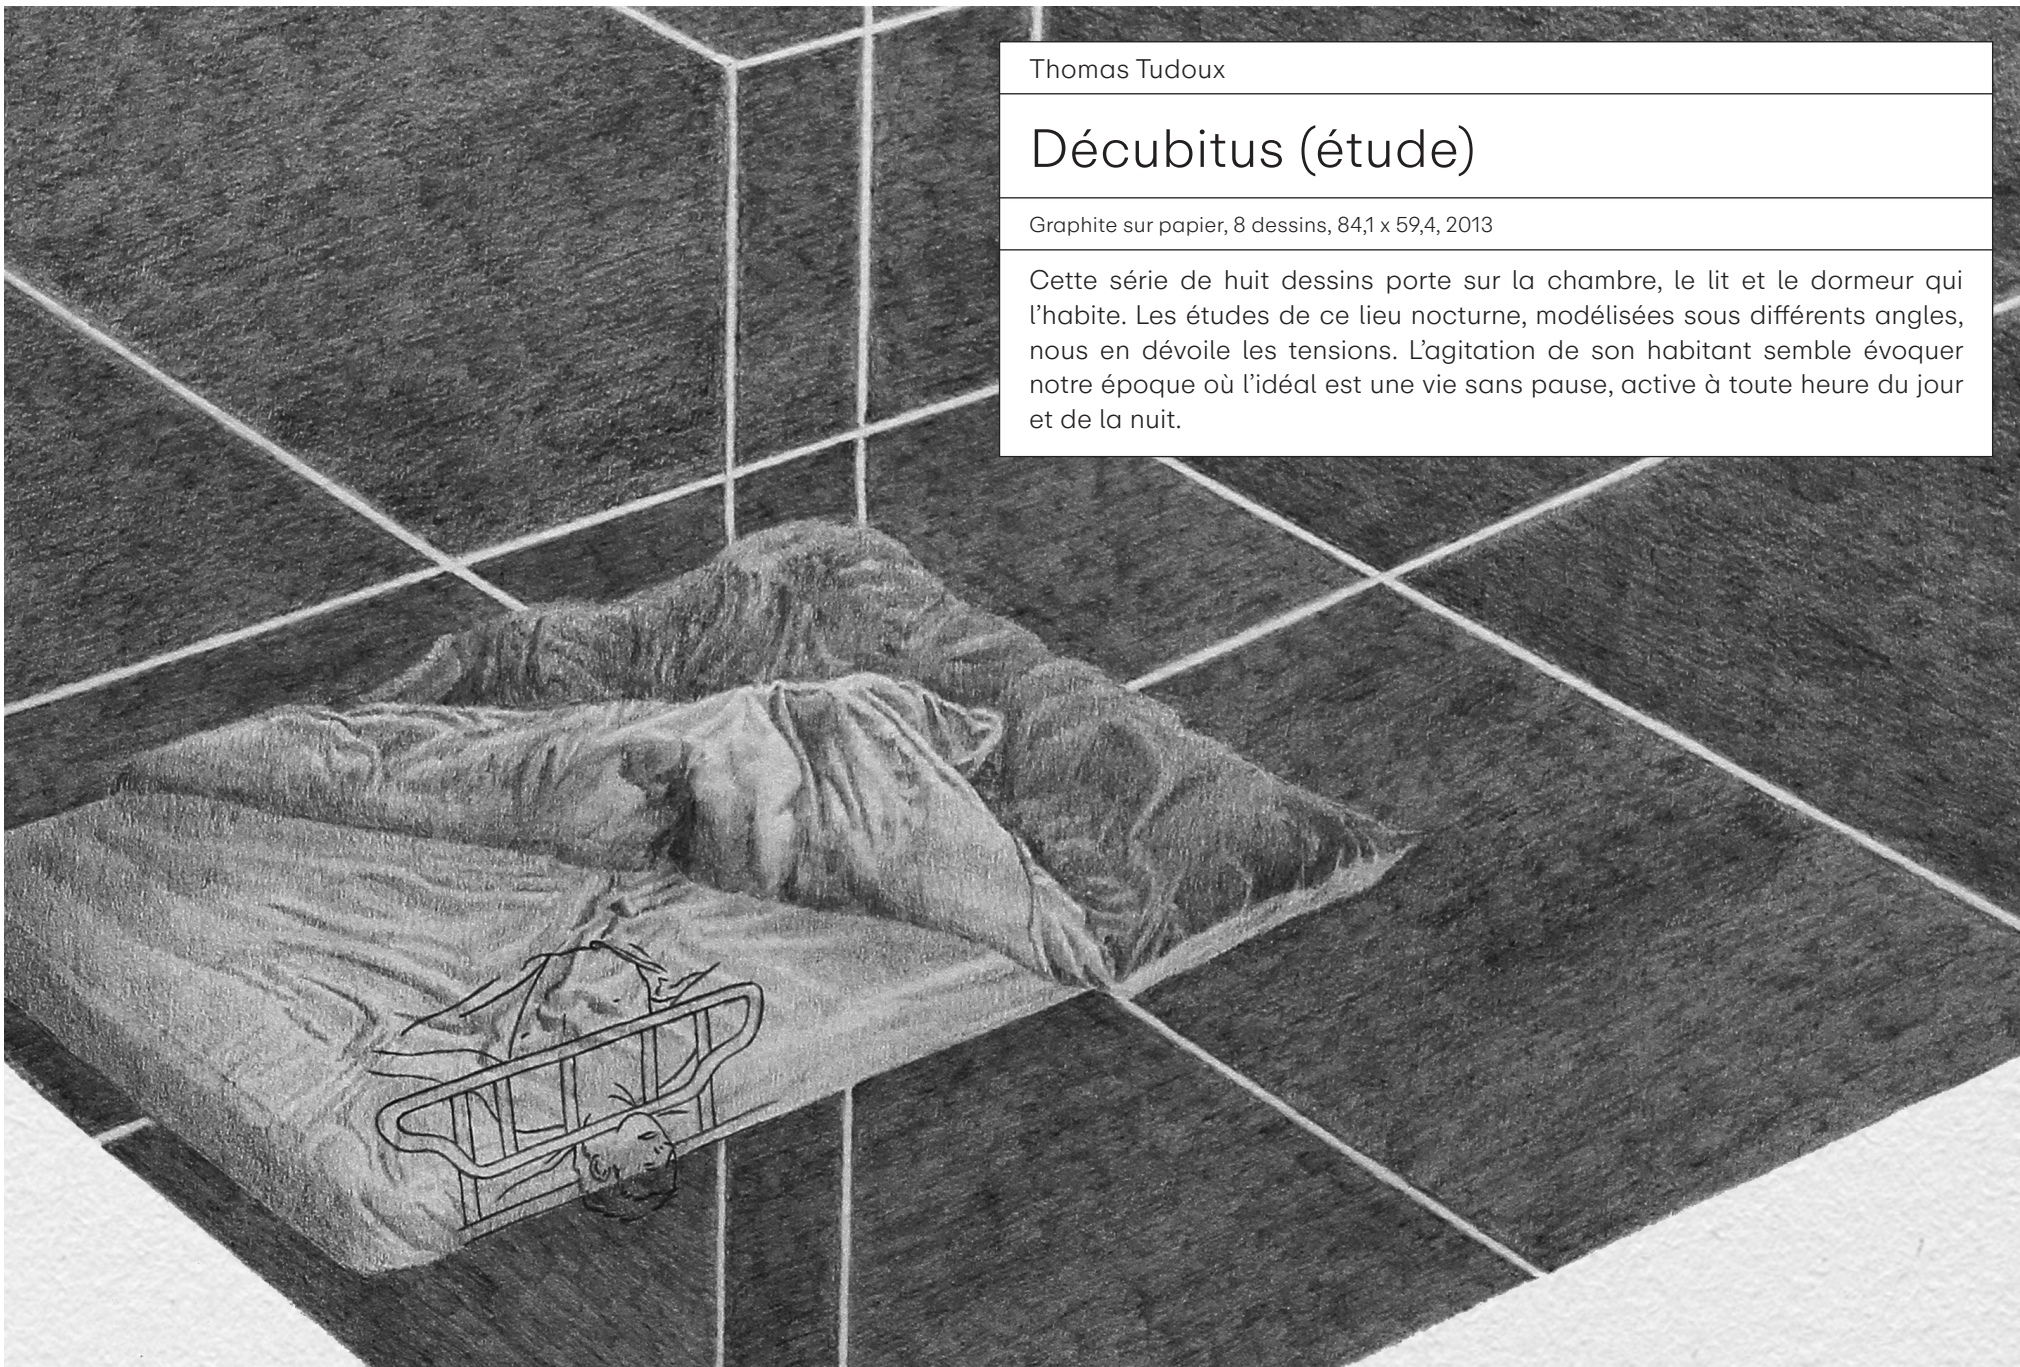 Thomas Tudoux
Décubitus (étude)
Graphite sur papier, 8 dessins, 84,1 x 59,4, 2013
Cette série de huit dessins porte sur la chambre, le lit et le dormeur qui
l’habite. Les études de ce lieu nocturne, modélisées sous différents angles,
nous en dévoile les tensions. L’agitation de son habitant semble évoquer
notre époque où l’idéal est une vie sans pause, active à toute heure du jour
et de la nuit.